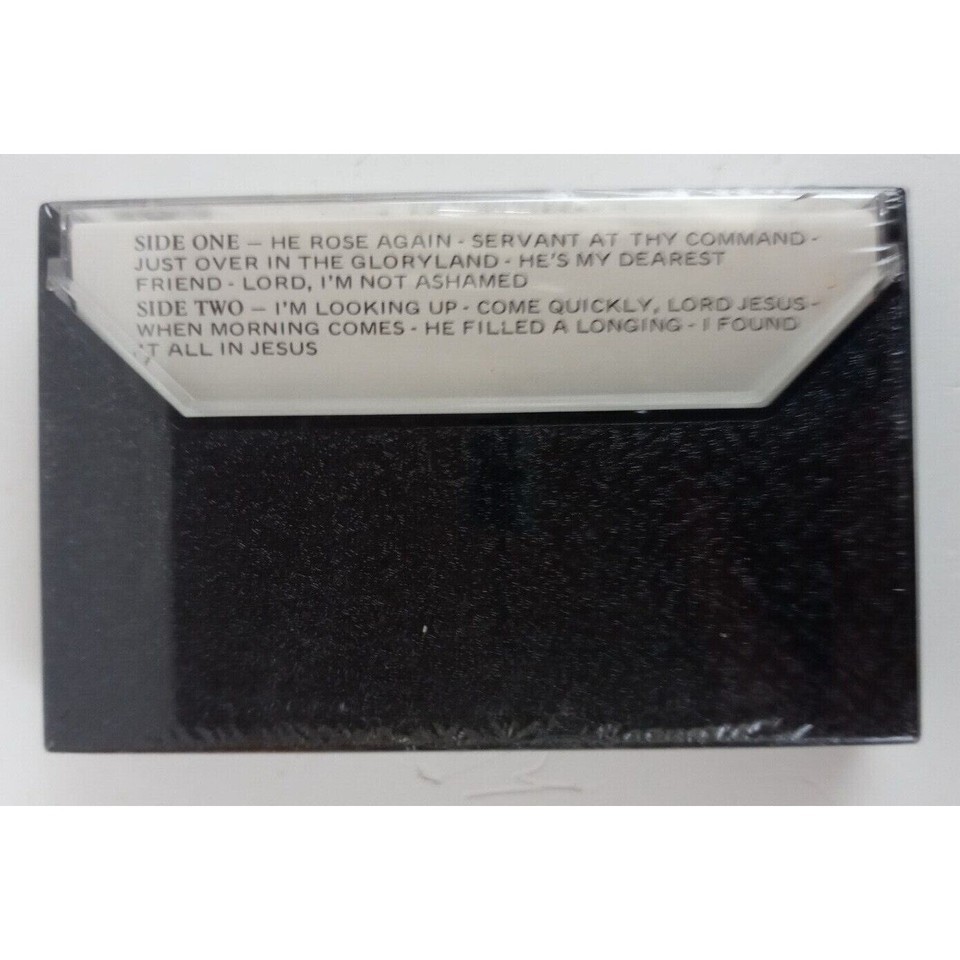 SIDE ONE — HE ROSE AGAIN - SERVANT AT THY COMMAND -
JUST OVER IN THE GLORYLAND - HE'S MY DEAREST
FRIEND - LORD, I'M NOT ASHAMED
SIDE TWO — I'M LOOKING UP - COME QUICKLY, LORD JESUS -
WHEN MORNING COMES - HE FILLED A LONGING - I FOUND
IT ALL IN JESUS